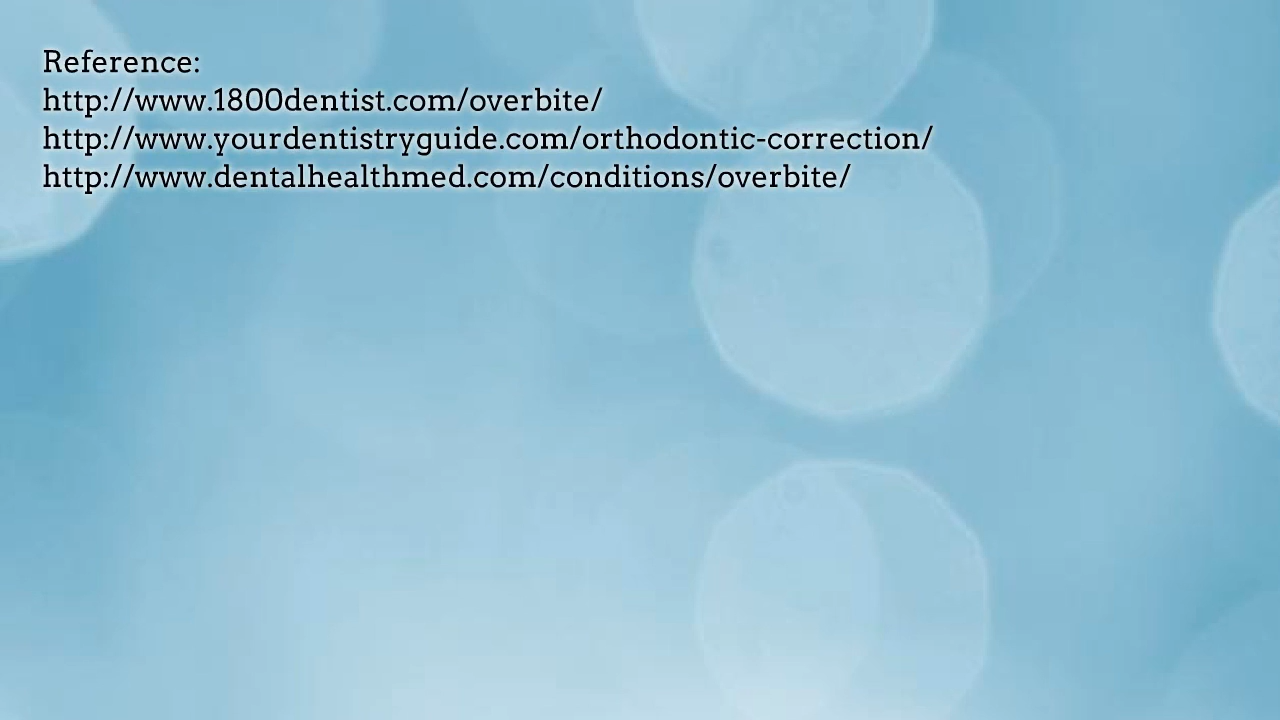 Reference:
http://www.1800dentist.com/overbite/
http://www.yourdentistryguide.com/orthodontic-correction/
http://www.dentalhealthmed.com/conditions/overbite/